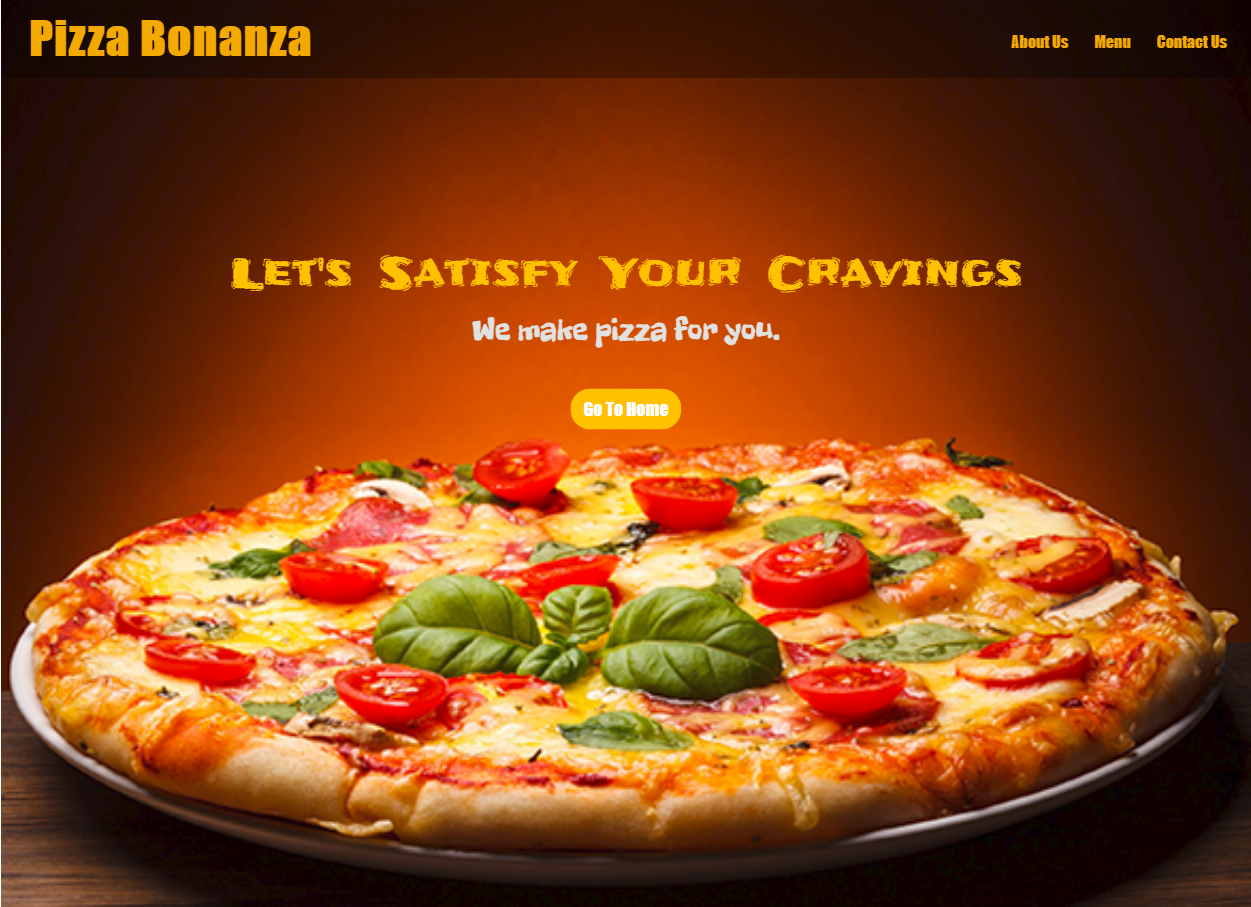 Pizza Bonanza
About Us Menu Contact Us
Let's Satisfy Your Cravings
We make pizza for you.
Go To Home